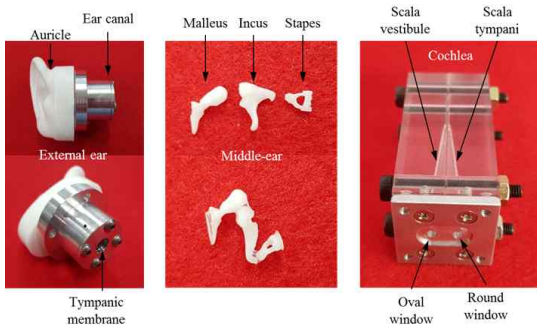 Ear canal
Auricle
External ear
Tympanic
membrane
Malleus
Incus
Stapes
Middle-ear
Scala
vestibule
Scala
tympani
Cochlea
Oval
window
Round
window